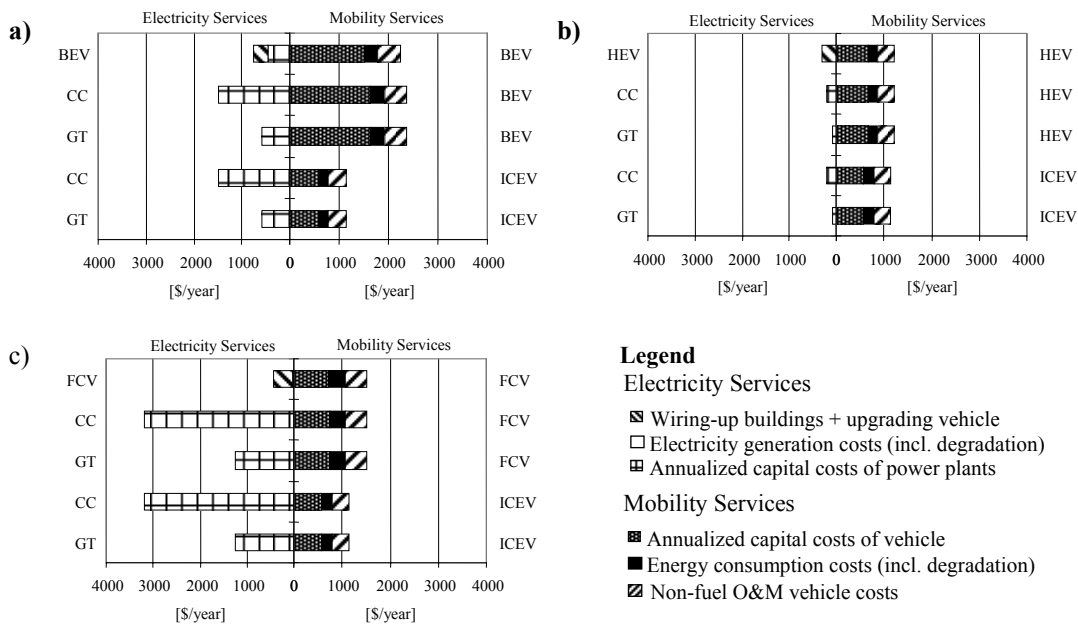 Electricity Services Mobility Services
a)
BEV BEV
CC BEV
GT BEV
CC ICEV
GT ICEV
4000 3000 2000 1000 0 1000 2000 3000 4000
[$/year] [$/year]
Electricity Services Mobility Services
b)
HEV HEV
CC HEV
GT HEV
CC ICEV
GT ICEV
4000 3000 2000 1000 0 1000 2000 3000 4000
[$/year] [$/year]
Electricity Services Mobility Services
c)
FCV FCV
CC FCV
GT FCV
CC ICEV
GT ICEV
4000 3000 2000 1000 0 1000 2000 3000 4000
[$/year] [$/year]
Legend
Electricity Services
Wiring-up buildings + upgrading vehicle
Electricity generation costs (incl. degradation)
Annualized capital costs of power plants
Mobility Services
Annualized capital costs of vehicle
Energy consumption costs (incl. degradation)
Non-fuel O&M vehicle costs